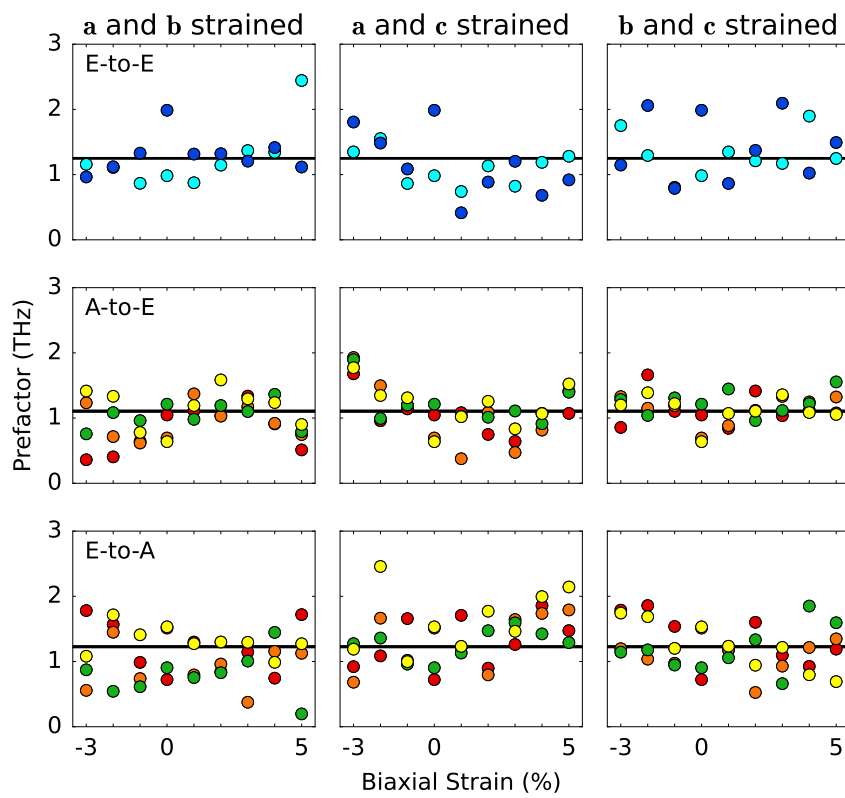 a and b strained
a and c strained
b and c strained
3
E-to-E
2
1
0
3
A-to-E
2
1
0
3
E-to-A
2
1
0
Prefactor (THz)
-3 0 5
-3 0 5
-3 0 5
Biaxial Strain (%)